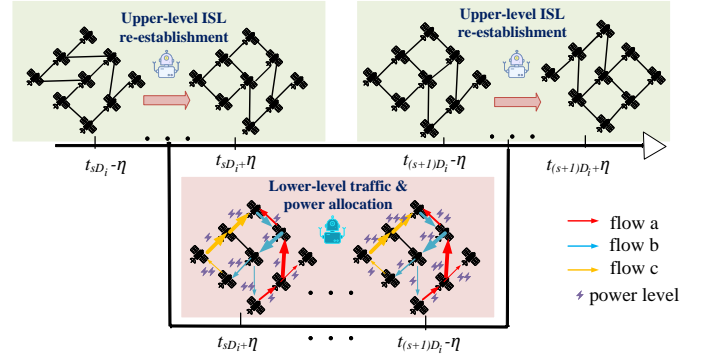 Upper-level ISL
re-establishment
Upper-level ISL
re-establishment
t_{sD_i}-η
t_{sD_i}+η
t_{(s+1)D_i}-η
t_{(s+1)D_i}+η
Lower-level traffic &
power allocation
flow a
flow b
flow c
power level
t_{sD_i}+η
t_{(s+1)D_i}-η